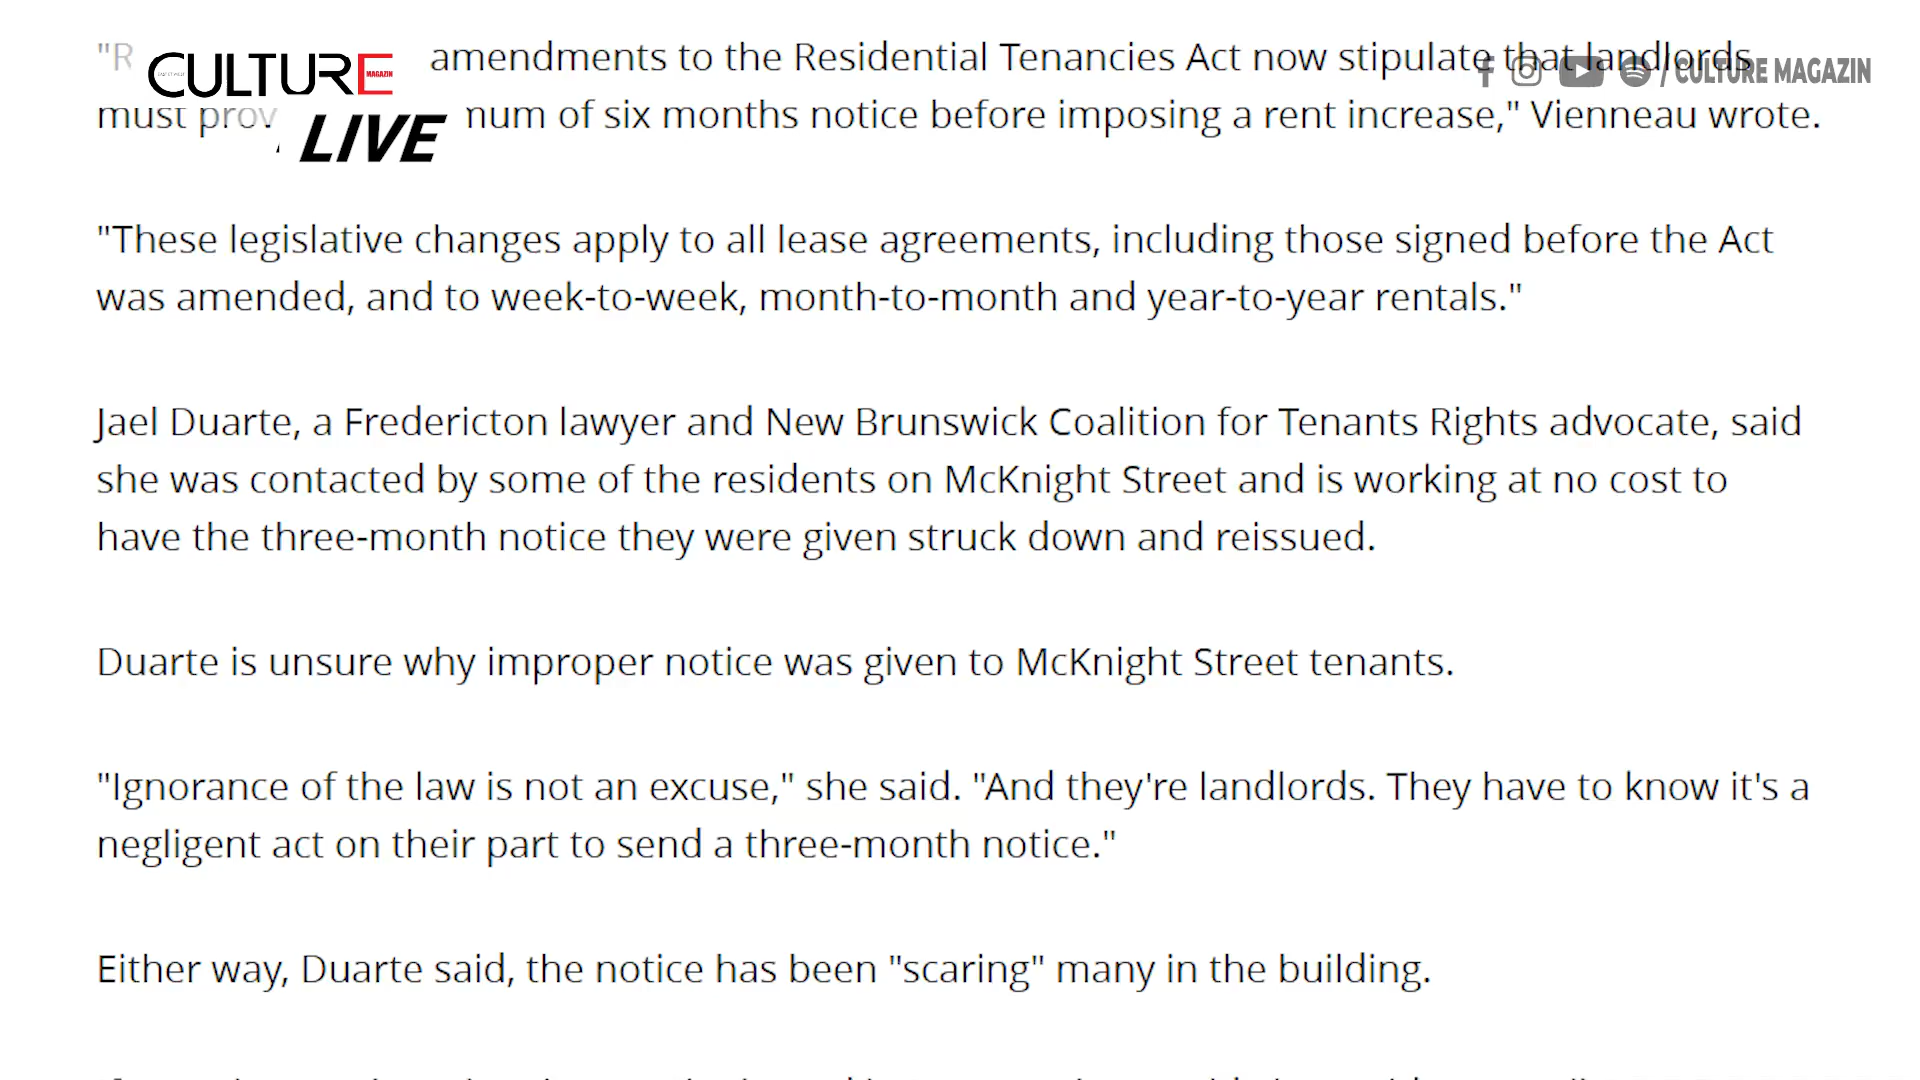 CULTURE
MAGAZIN
LIVE
/ CULTURE MAGAZIN
amendments to the Residential Tenancies Act now stipulate that landlords
must num of six months notice before imposing a rent increase," Vienneau wrote.
"These legislative changes apply to all lease agreements, including those signed before the Act
was amended, and to week-to-week, month-to-month and year-to-year rentals."
Jael Duarte, a Fredericton lawyer and New Brunswick Coalition for Tenants Rights advocate, said
she was contacted by some of the residents on McKnight Street and is working at no cost to
have the three-month notice they were given struck down and reissued.
Duarte is unsure why improper notice was given to McKnight Street tenants.
"Ignorance of the law is not an excuse," she said. "And they're landlords. They have to know it's a
negligent act on their part to send a three-month notice."
Either way, Duarte said, the notice has been "scaring" many in the building.